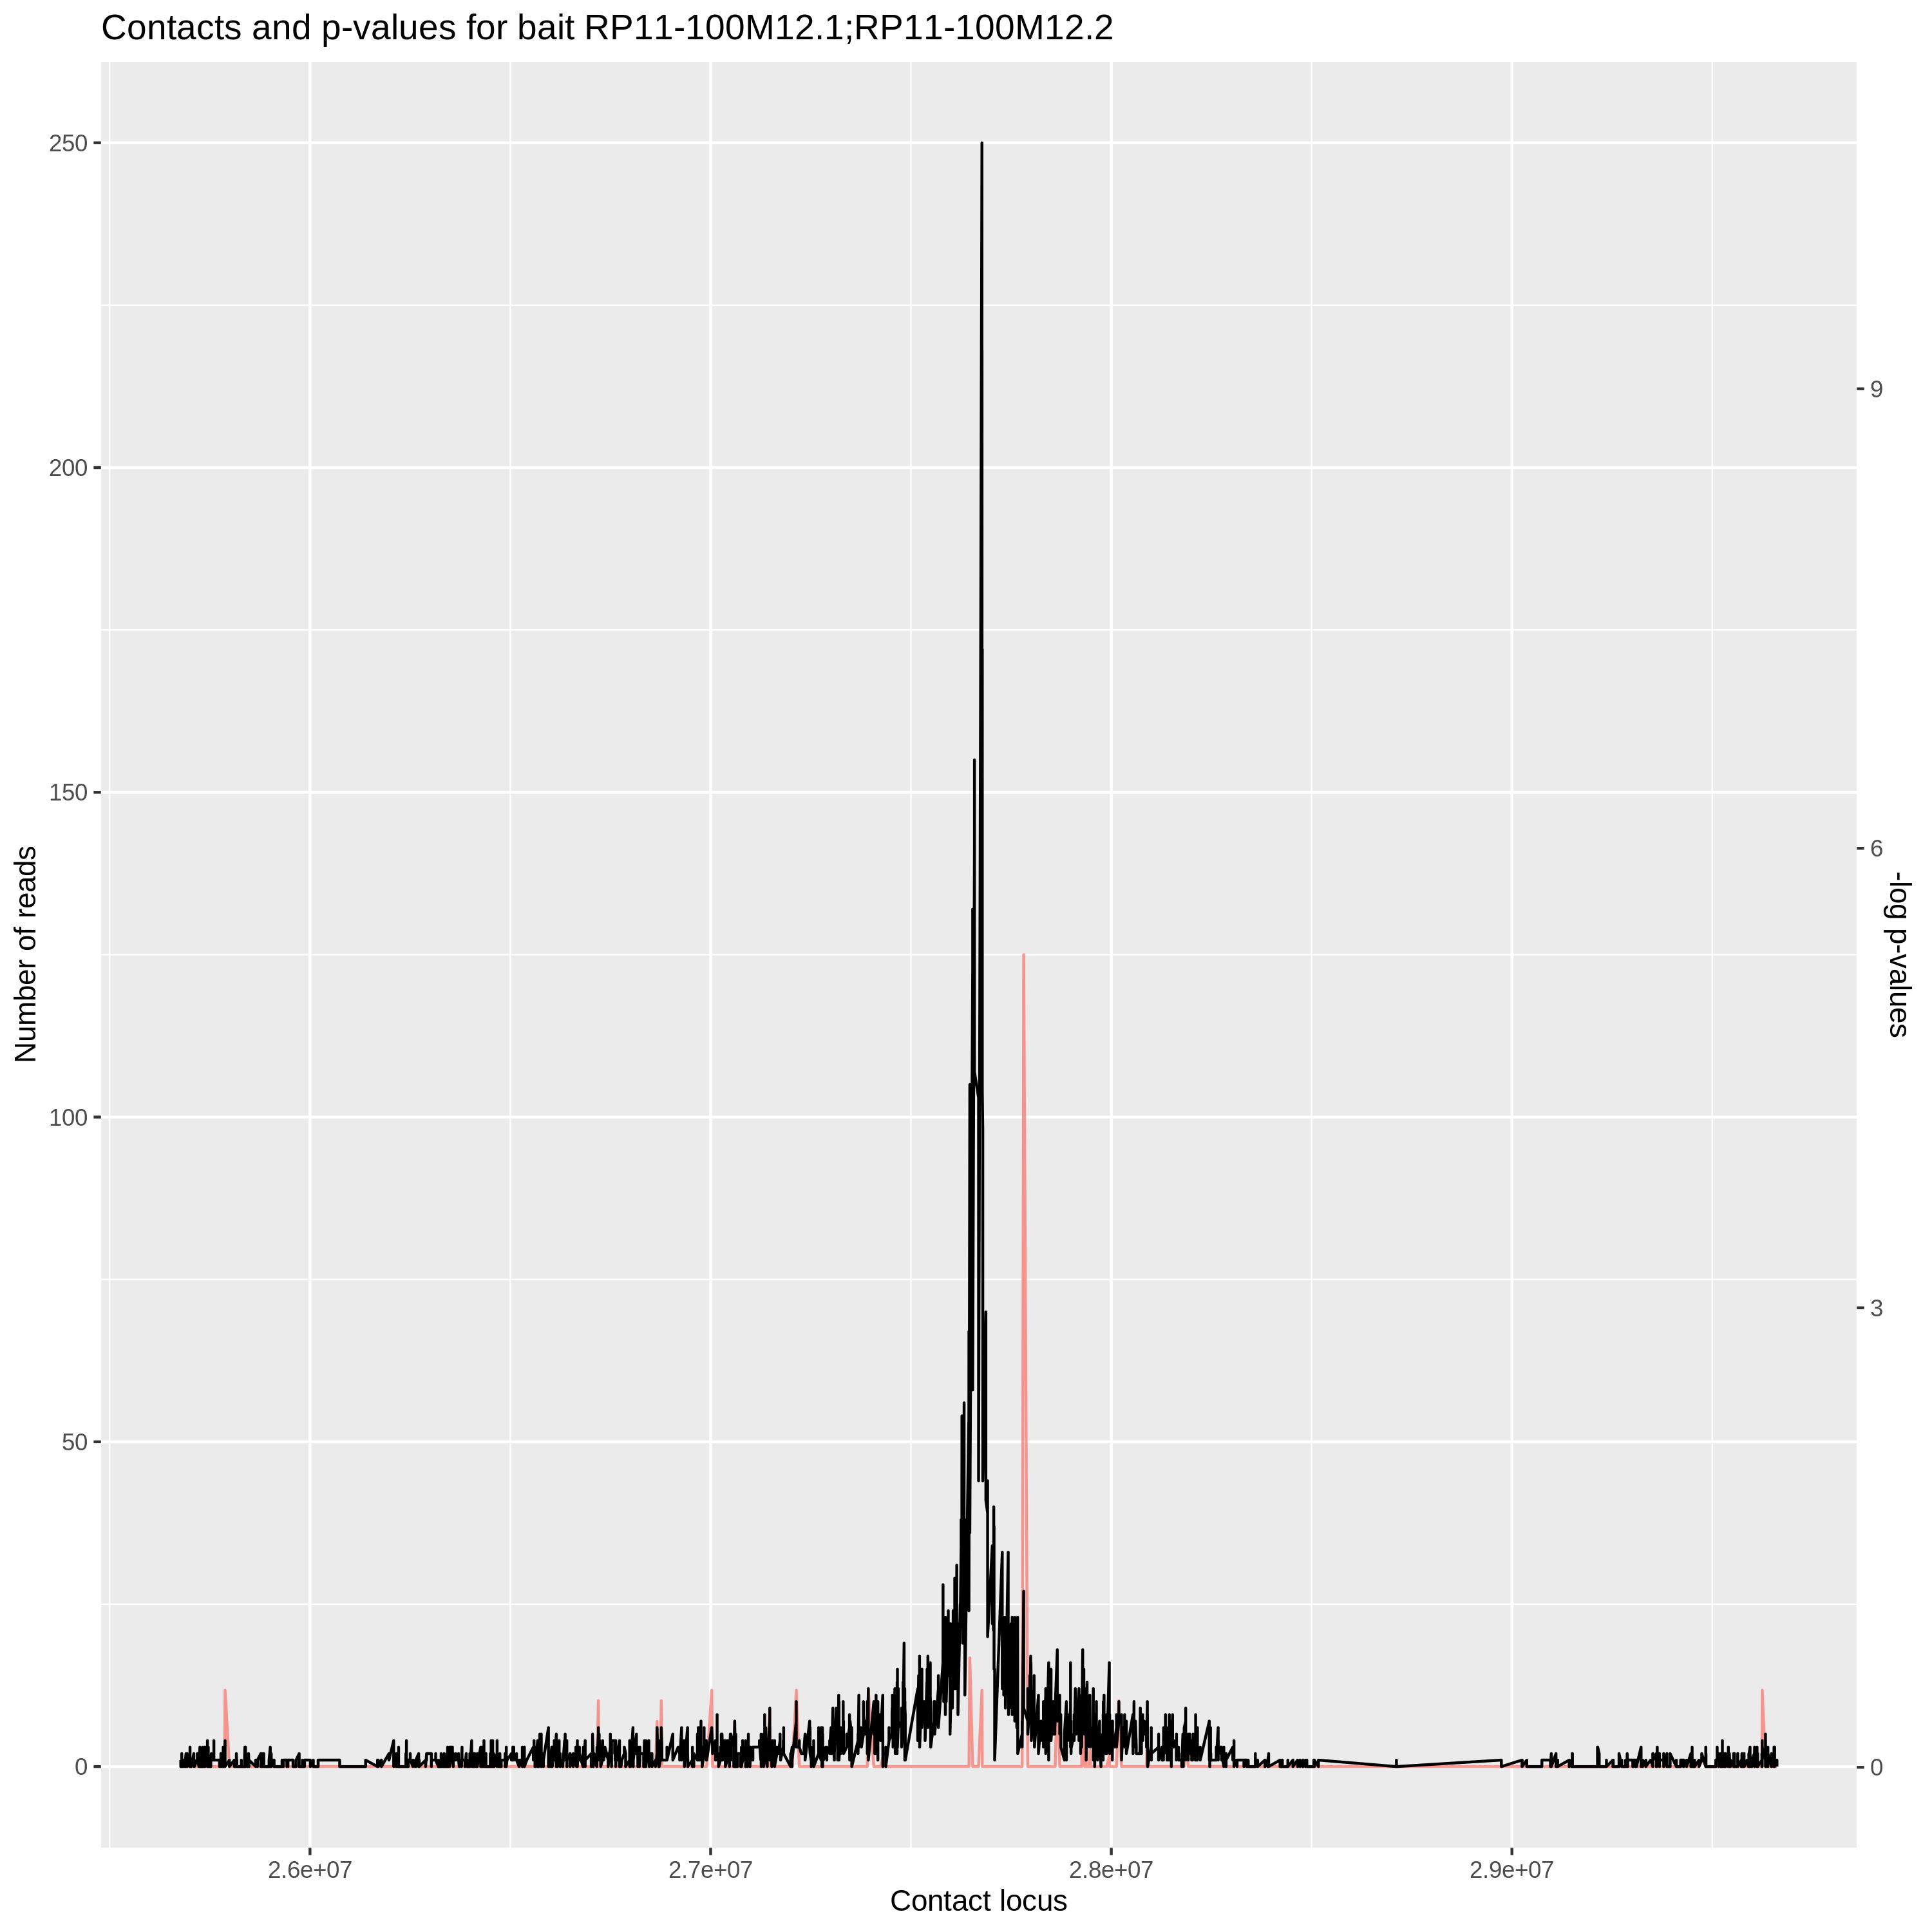 Contacts and p-values for bait RP11-100M12.1;RP11-100M12.2
250
200
150
100
50
0
Number of reads
9
6
3
0
-log p-values
2.6e+07
2.7e+07
2.8e+07
2.9e+07
Contact locus